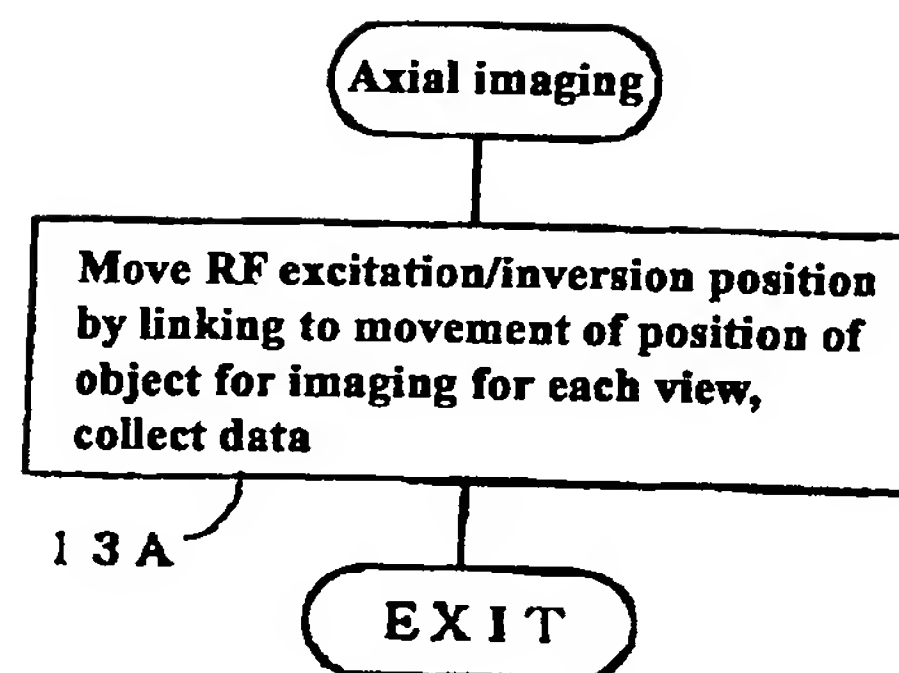 Axial imaging
Move RF excitation/inversion position
by linking to movement of position of
object for imaging for each view,
collect data
13A
EXIT